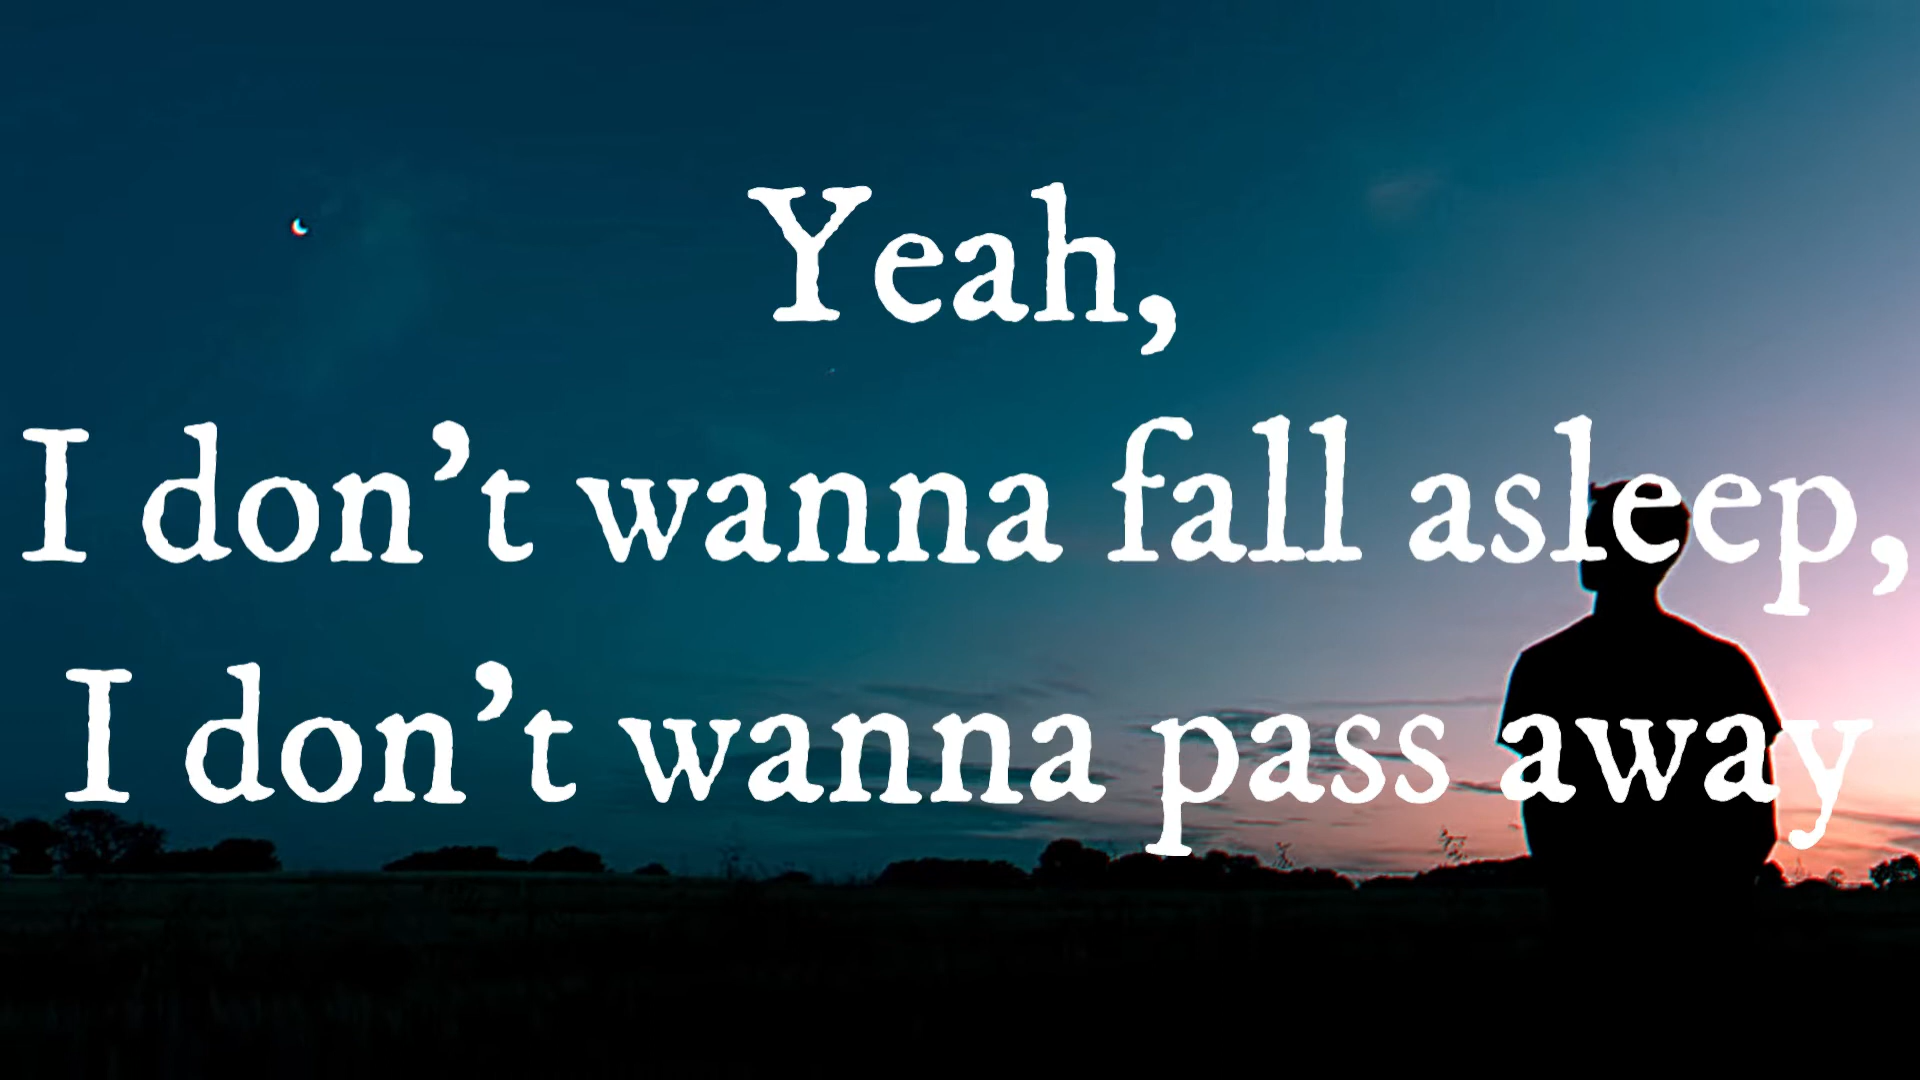 Yeah,
I don’t wanna fall asleep,
I don’t wanna pass away